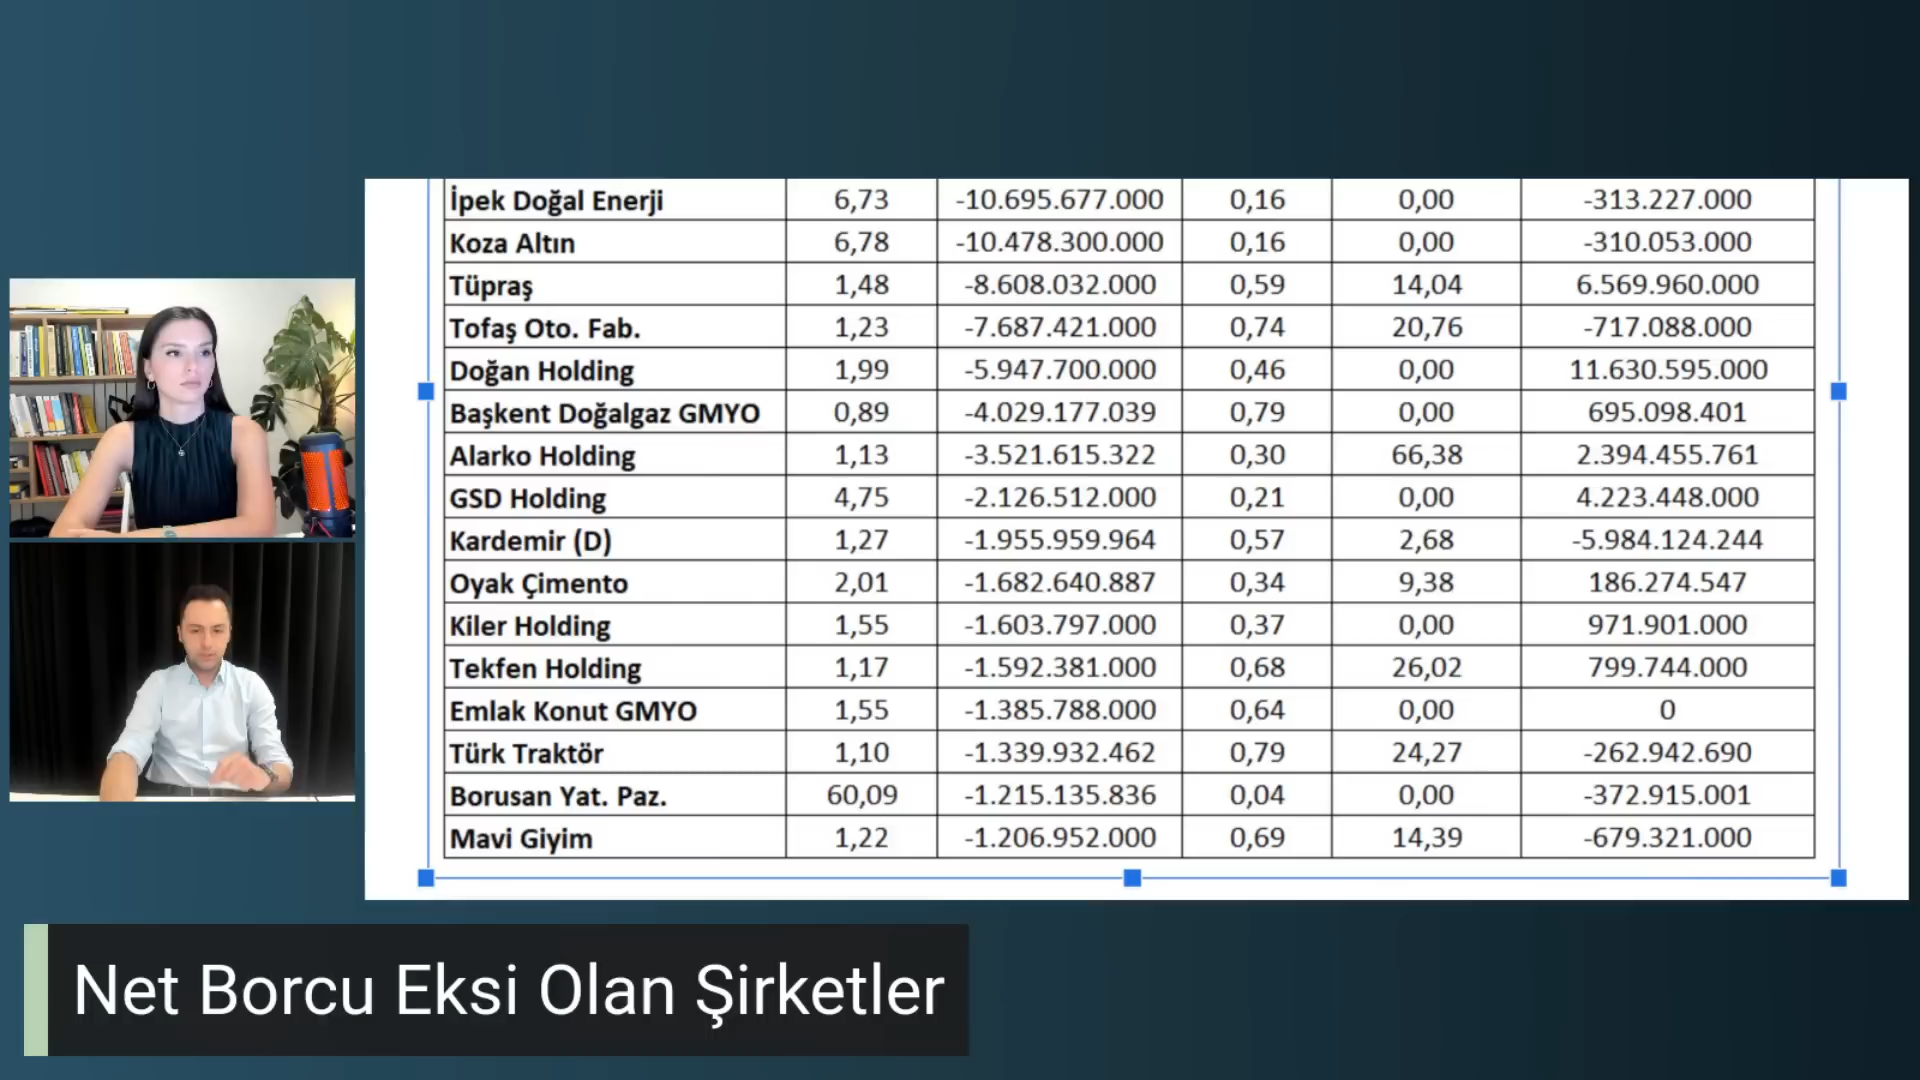 İpek Doğal Enerji 6,73 -10.695.677.000 0,16 0,00 -313.227.000
Koza Altın 6,78 -10.478.300.000 0,16 0,00 -310.053.000
Tüpraş 1,48 -8.608.032.000 0,59 14,04 6.569.960.000
Tofaş Oto. Fab. 1,23 -7.687.421.000 0,74 20,76 -717.088.000
Doğan Holding 1,99 -5.947.700.000 0,46 0,00 11.630.595.000
Başkent Doğalgaz GMYO 0,89 -4.029.177.039 0,79 0,00 695.098.401
Alarko Holding 1,13 -3.521.615.322 0,30 66,38 2.394.455.761
GSD Holding 4,75 -2.126.512.000 0,21 0,00 4.223.448.000
Kardemir (D) 1,27 -1.955.959.964 0,57 2,68 -5.984.124.244
Oyak Çimento 2,01 -1.682.640.887 0,34 9,38 186.274.547
Kiler Holding 1,55 -1.603.797.000 0,37 0,00 971.901.000
Tekfen Holding 1,17 -1.592.381.000 0,68 26,02 799.744.000
Emlak Konut GMYO 1,55 -1.385.788.000 0,64 0,00 0
Türk Traktör 1,10 -1.339.932.462 0,79 24,27 -262.942.690
Borusan Yat. Paz. 60,09 -1.215.135.836 0,04 0,00 -372.915.001
Mavi Giyim 1,22 -1.206.952.000 0,69 14,39 -679.321.000
Net Borcu Eksi Olan Şirketler